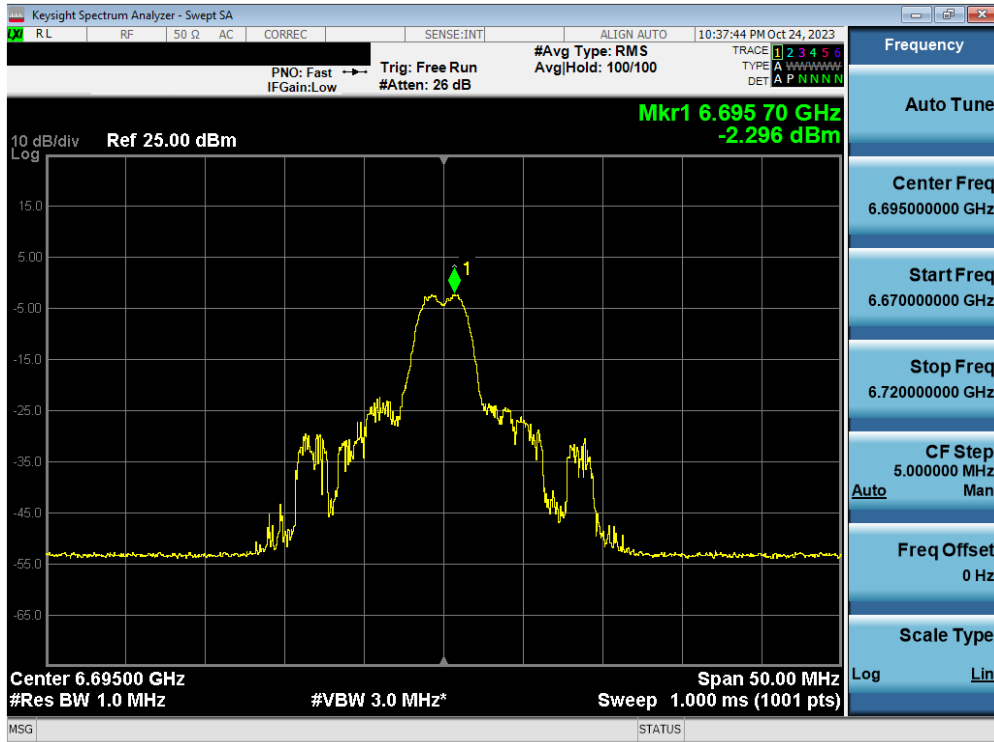 Keysight Spectrum Analyzer - Swept SA
LXI RL RF 50 Ω AC CORREC SENSE:INT ALIGN AUTO 10:37:44 PM Oct 24, 2023
PNO: Fast Trig: Free Run #Avg Type: RMS TRACE 1 2 3 4 5 6
IFGain:Low #Atten: 26 dB Avg|Hold: 100/100 TYPE A WWWWW
DET A P N N N N
Mkr1 6.695 70 GHz
-2.296 dBm
10 dB/div Ref 25.00 dBm
Log
15.0
5.00
1
-5.00
-15.0
-25.0
-35.0
-45.0
-55.0
-65.0
Center 6.69500 GHz Span 50.00 MHz
#Res BW 1.0 MHz #VBW 3.0 MHz* Sweep 1.000 ms (1001 pts)
MSG STATUS
Frequency
Auto Tune
Center Freq
6.695000000 GHz
Start Freq
6.670000000 GHz
Stop Freq
6.720000000 GHz
CF Step
5.000000 MHz
Auto Man
Freq Offset
0 Hz
Scale Type
Log Lin